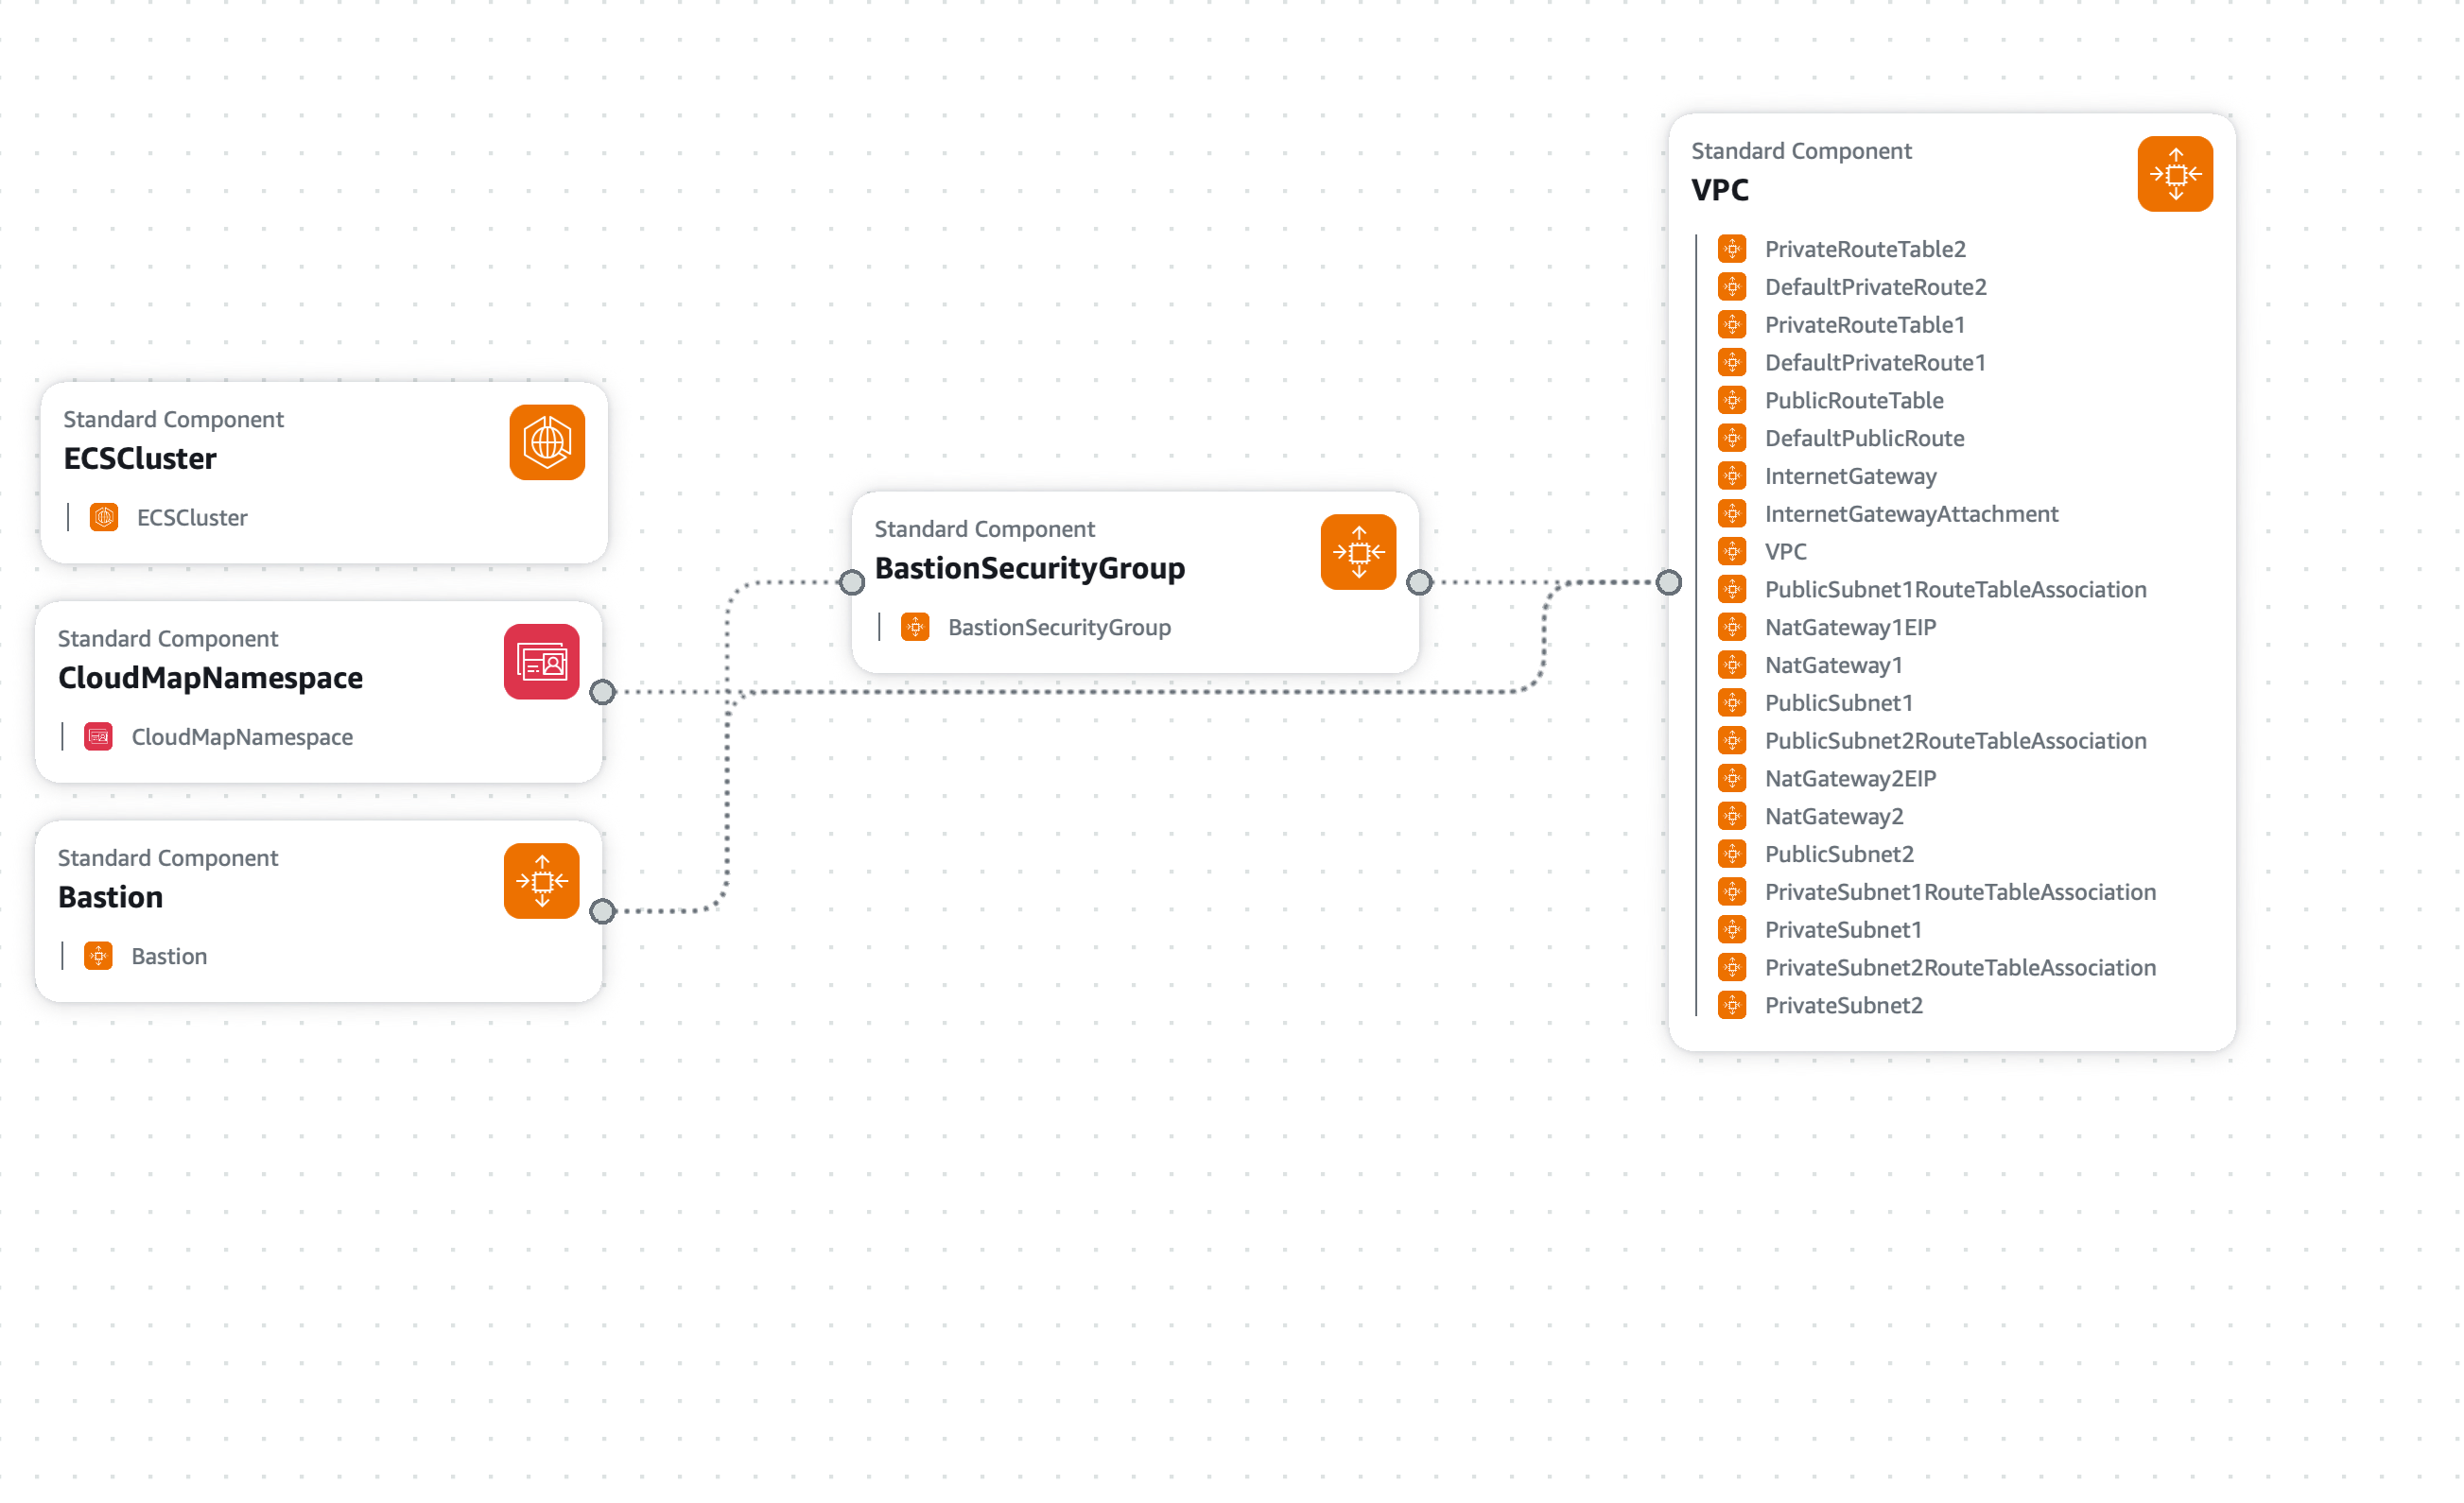 Standard Component
ECSCluster
ECSCluster
Standard Component
CloudMapNamespace
CloudMapNamespace
Standard Component
Bastion
Bastion
Standard Component
BastionSecurityGroup
BastionSecurityGroup
Standard Component
VPC
PrivateRouteTable2
DefaultPrivateRoute2
PrivateRouteTable1
DefaultPrivateRoute1
PublicRouteTable
DefaultPublicRoute
InternetGateway
InternetGatewayAttachment
VPC
PublicSubnet1RouteTableAssociation
NatGateway1EIP
NatGateway1
PublicSubnet1
PublicSubnet2RouteTableAssociation
NatGateway2EIP
NatGateway2
PublicSubnet2
PrivateSubnet1RouteTableAssociation
PrivateSubnet1
PrivateSubnet2RouteTableAssociation
PrivateSubnet2